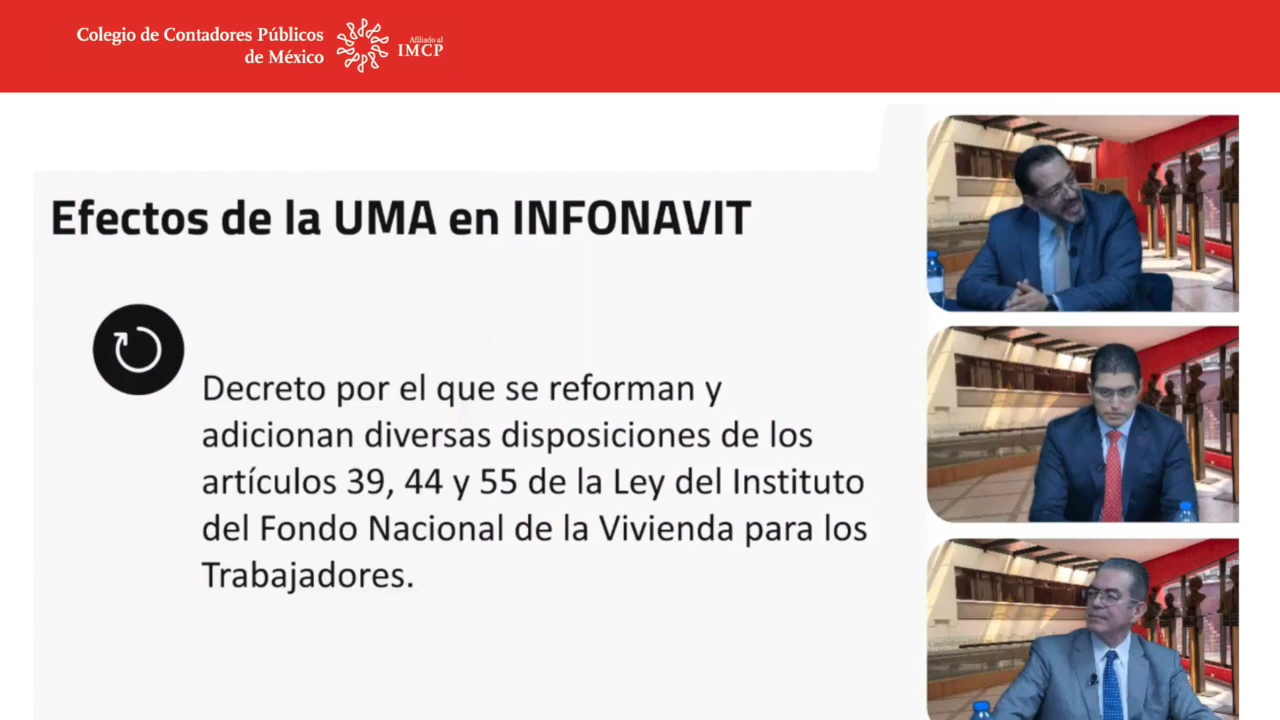 Colegio de Contadores Públicos
de México
Afiliado al
IMCP
Efectos de la UMA en INFONAVIT
Decreto por el que se reforman y
adicionan diversas disposiciones de los
artículos 39, 44 y 55 de la Ley del Instituto
del Fondo Nacional de la Vivienda para los
Trabajadores.